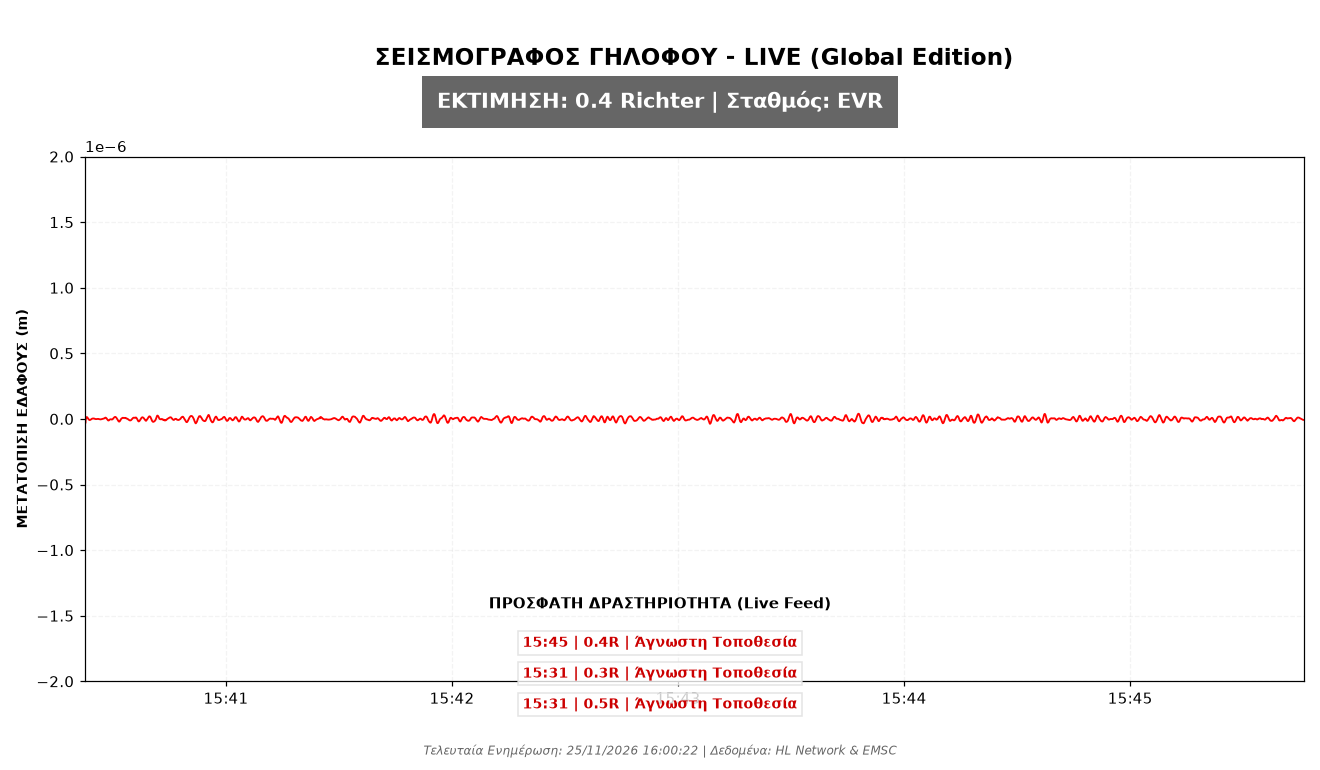 ΣΕΙΣΜΟΓΡΑΦΟΣ ΓΗΛΟΦΟΥ - LIVE (Global Edition)
ΕΚΤΙΜΗΣΗ: 0.4 Richter | Σταθμός: EVR
1e−6
2.0
1.5
1.0
0.5
0.0
−0.5
−1.0
−1.5
−2.0
ΜΕΤΑΤΟΠΙΣΗ ΕΔΑΦΟΥΣ (m)
ΠΡΟΣΦΑΤΗ ΔΡΑΣΤΗΡΙΟΤΗΤΑ (Live Feed)
15:45 | 0.4R | Άγνωστη Τοποθεσία
15:31 | 0.3R | Άγνωστη Τοποθεσία
15:31 | 0.5R | Άγνωστη Τοποθεσία
15:41 15:42 15:43 15:44 15:45
Τελευταία Ενημέρωση: 25/11/2026 16:00:22 | Δεδομένα: HL Network & EMSC